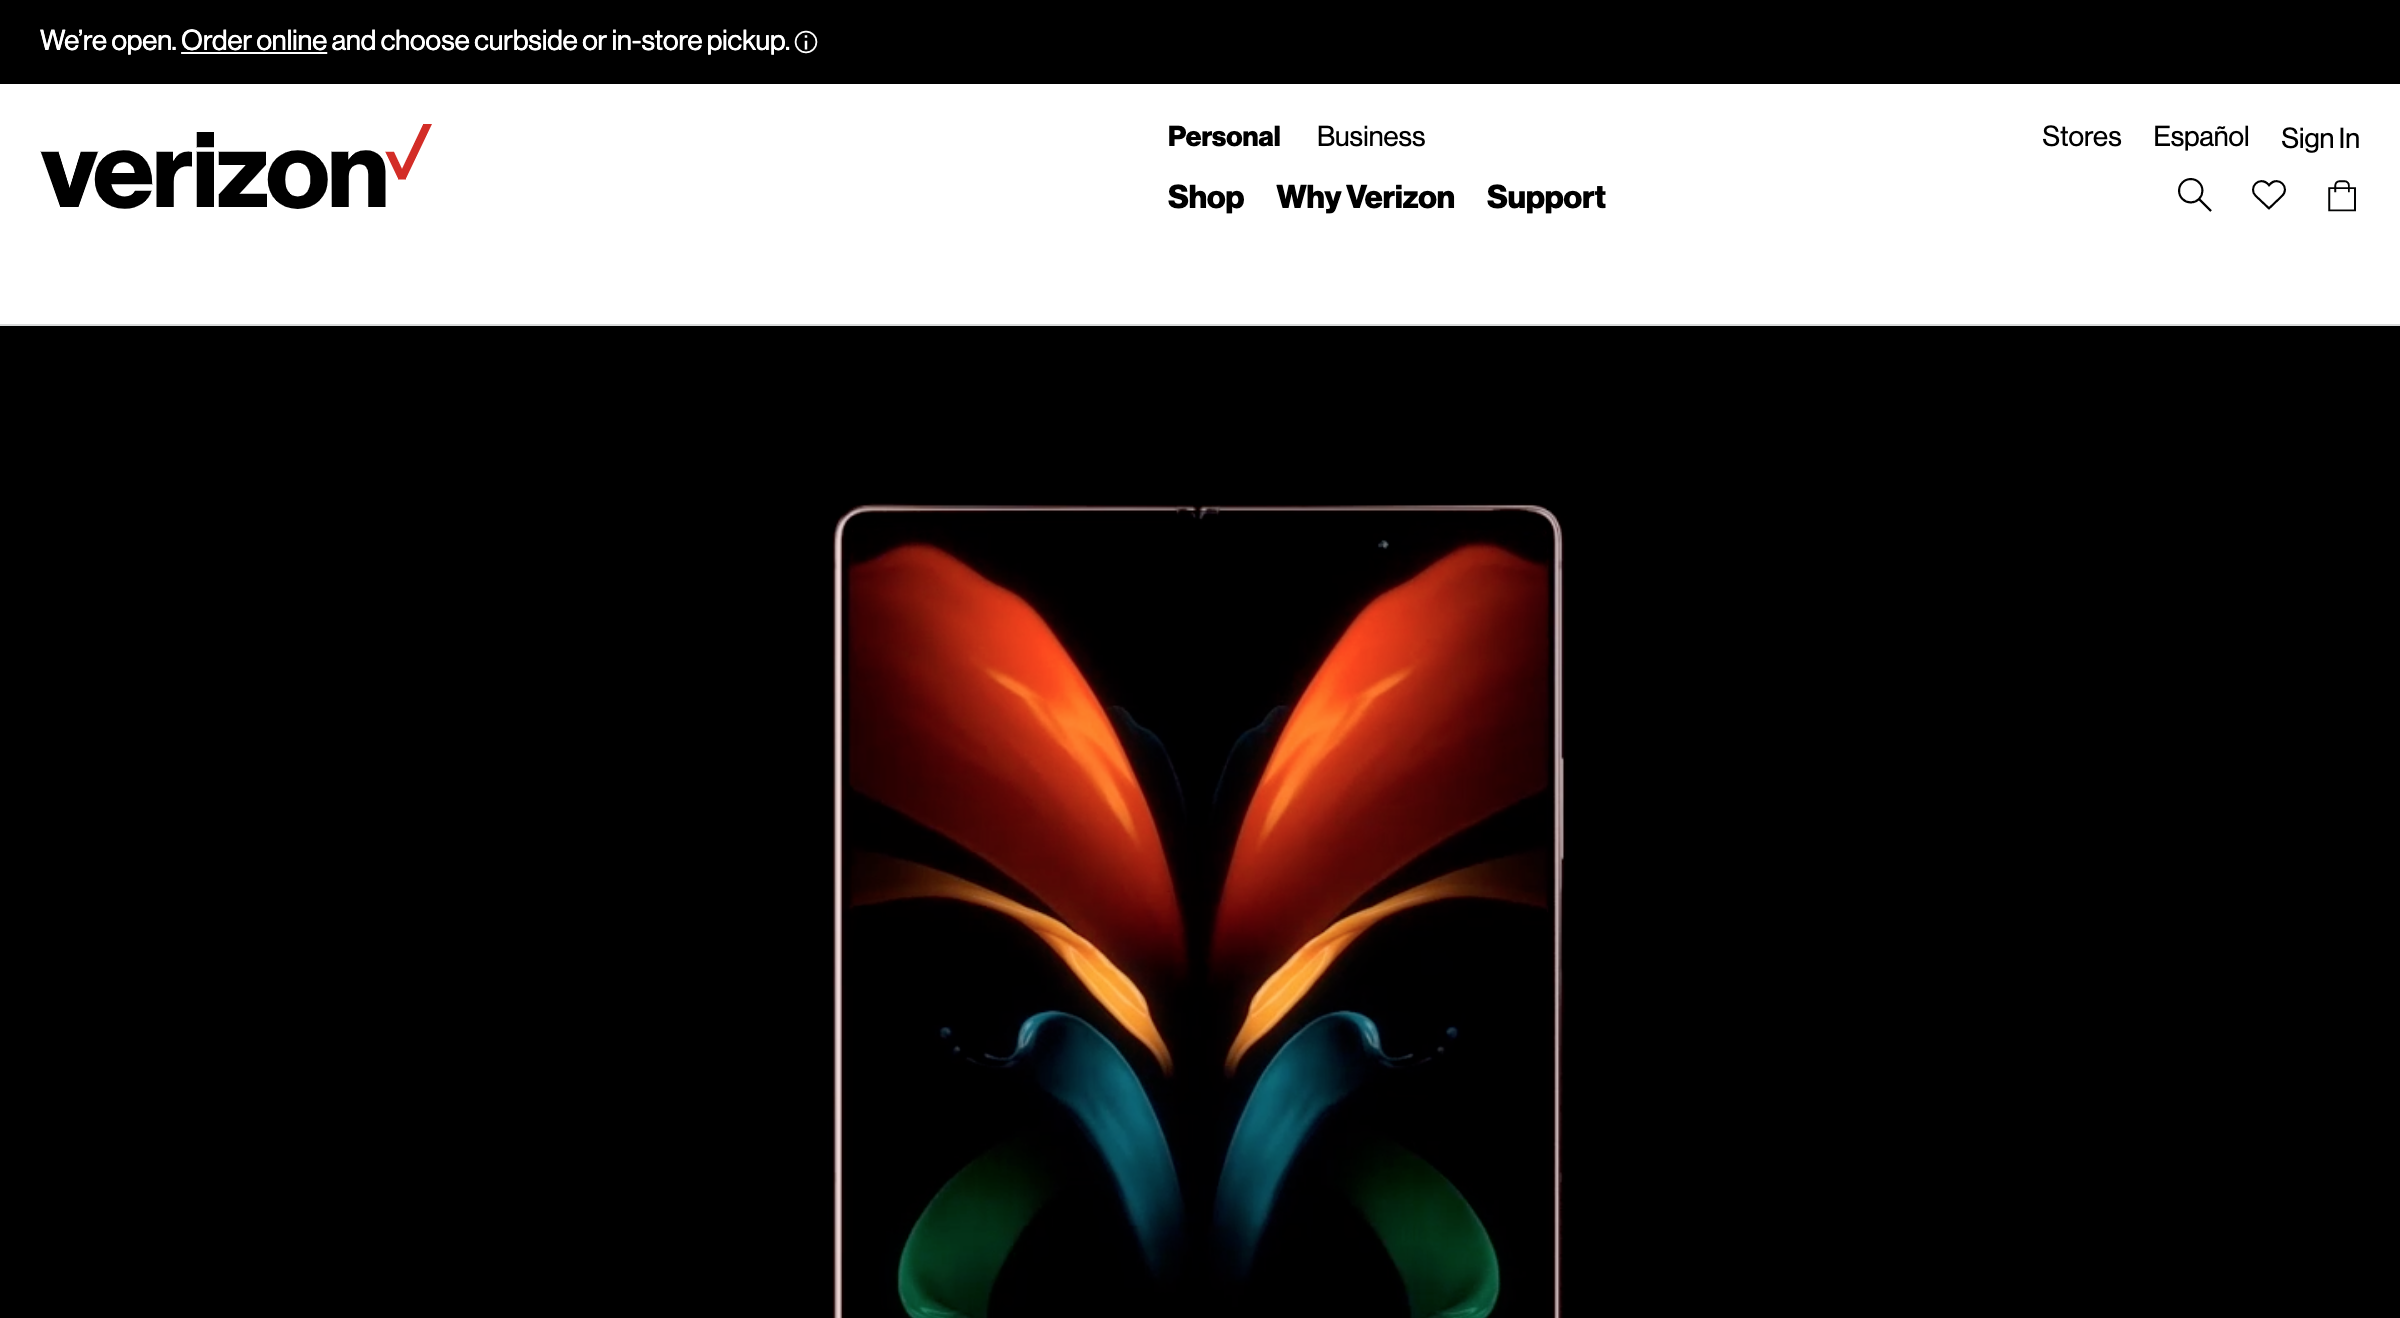 We're open. Order online and choose curbside or in-store pickup.
verizon
Personal Business
Stores Español Sign In
Shop Why Verizon Support